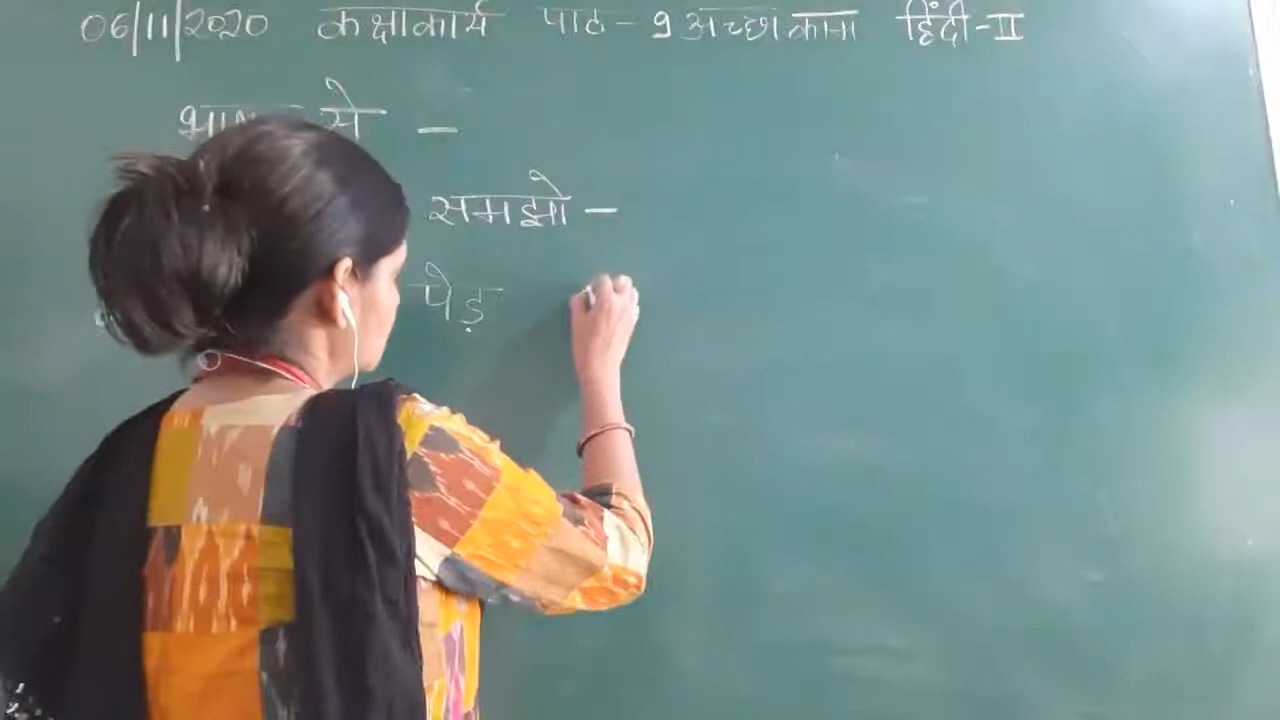 06/11/2020 कक्षाकार्य पाठ - 9 अच्छा काम हिंदी-II
से -
समझो -
पेड़